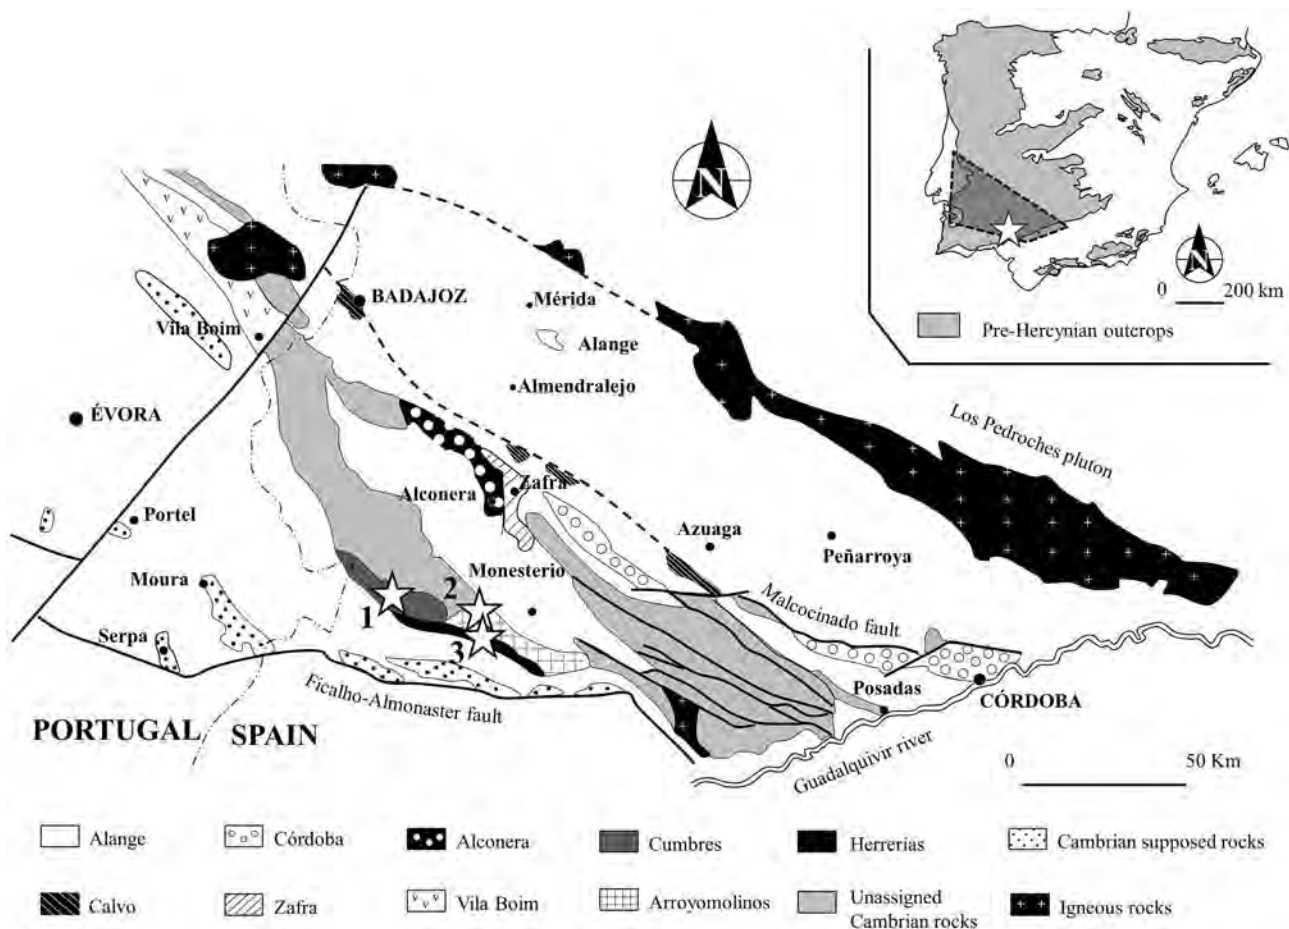 N
N
0
200 km
Pre-Hercynian outcrops
BADAJOZ
Mérida
Vila Boim
Alange
Almendralejo
ÉVORA
Los Pedroches pluton
Alconera
Zafra
Portel
Azuaga
Peñarroya
Moura
2
Monesterio
1
Malcocinado fault
Serpa
3
Ficalho-Almonaster fault
Posadas
CÓRDOBA
PORTUGAL
SPAIN
Guadalquivir river
0
50 Km
Alange
Córdoba
Alconera
Cumbres
Herrerias
Cambrian supposed rocks
Calvo
Zafra
Vila Boim
Arroyomolinos
Unassigned
Cambrian rocks
Igneous rocks